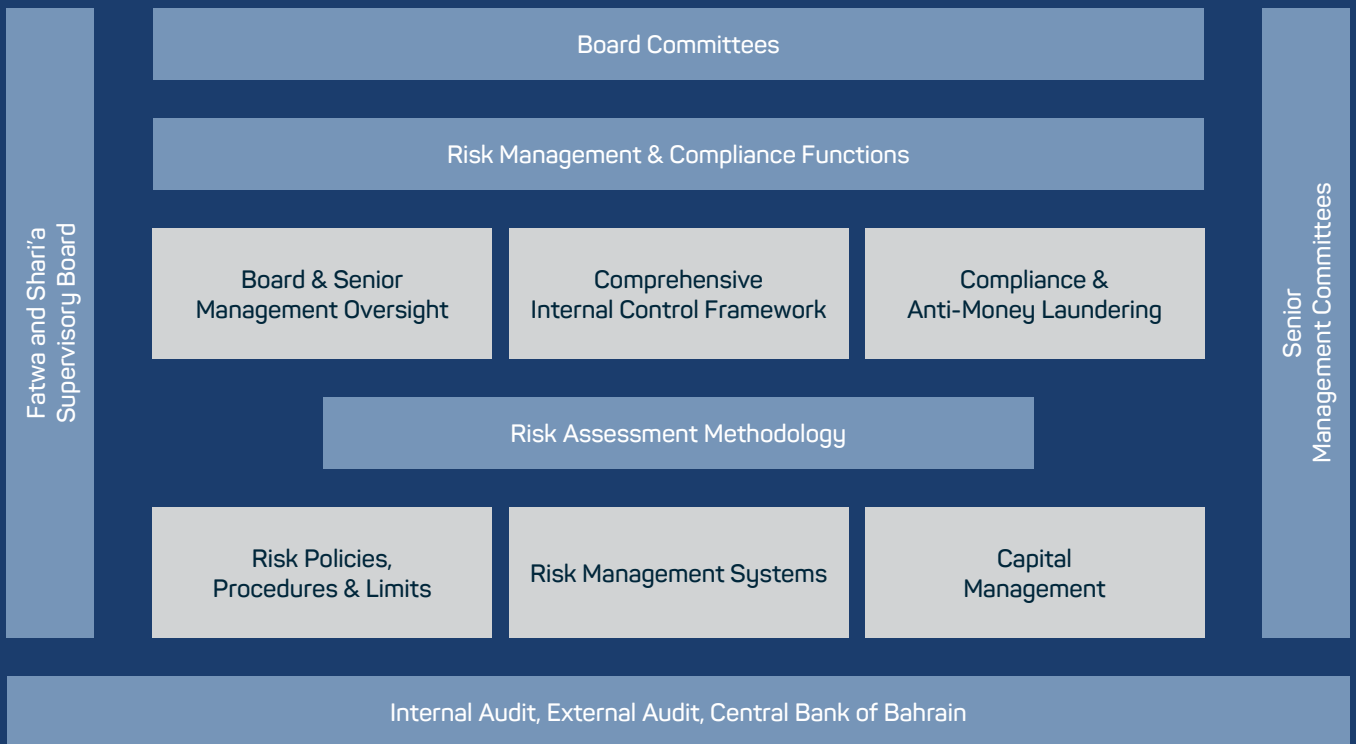 Board Committees
Risk Management & Compliance Functions
Fatwa and Shari'a
Supervisory Board
Board & Senior
Management Oversight
Comprehensive
Internal Control Framework
Compliance &
Anti-Money Laundering
Senior
Management Committees
Risk Assessment Methodology
Risk Policies,
Procedures & Limits
Risk Management Systems
Capital
Management
Internal Audit, External Audit, Central Bank of Bahrain